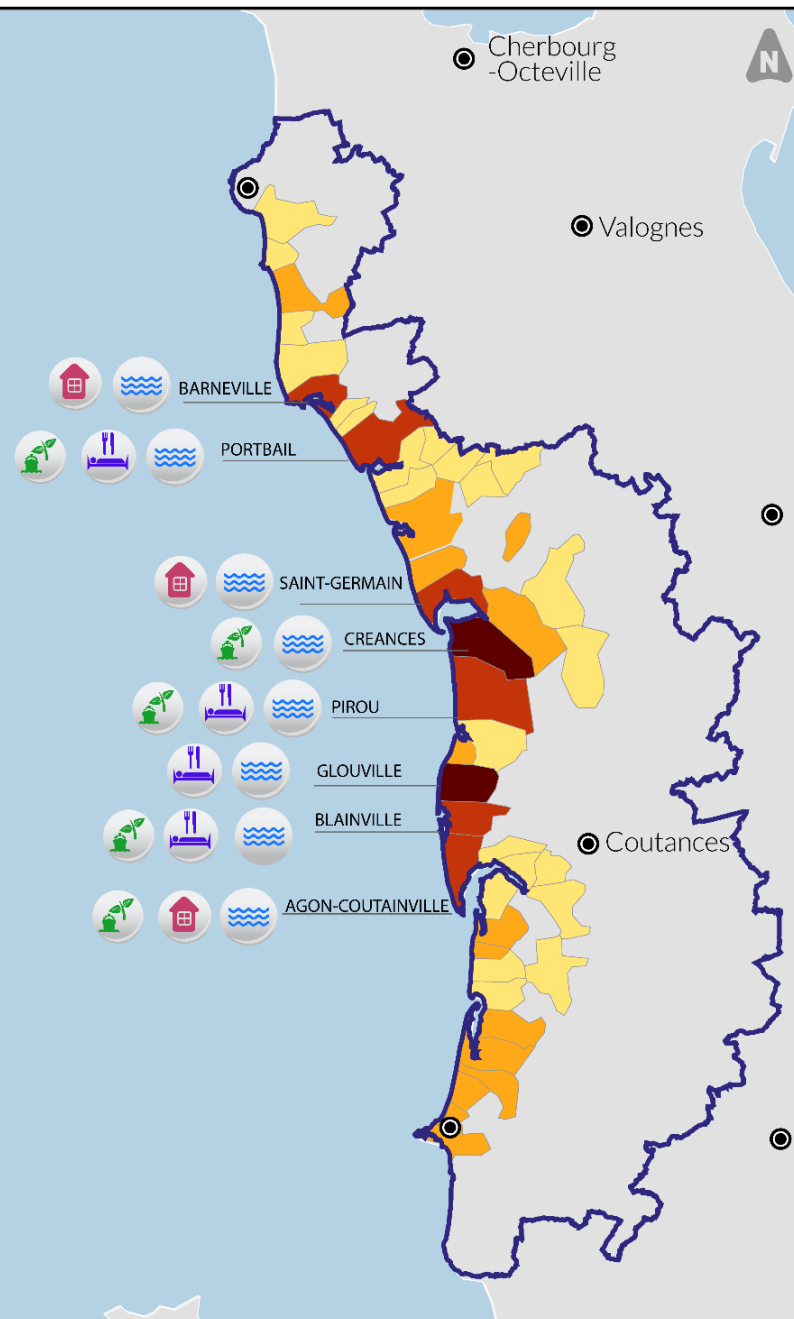 Cherbourg
-Octeville
N
Valognes
BARNEVILLE
PORTBAIL
SAINT-GERMAIN
CREANCES
PIROU
GLOUVILLE
BLAINVILLE
Coutances
AGON-COUTAINVILLE